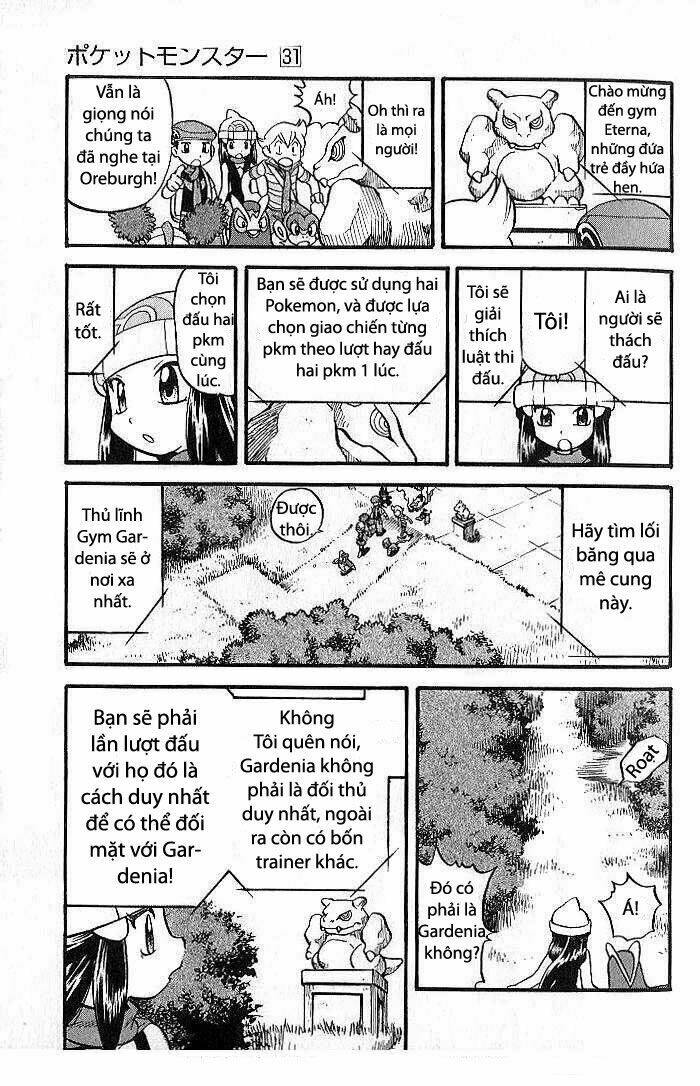 ポケットモンスター 31
Chào mừng
đến gym
Eterna,
những đứa
trẻ đầy hứa
hẹn.
Oh thì ra
là mọi
người!
Áh!
Vẫn là
giọng nói
chúng ta
đã nghe tại
Oreburgh!
Ai là
người sẽ
thách
đấu?
Tôi!
Tôi sẽ
giải
thích
luật thi
đấu.
Bạn sẽ được sử dụng hai
Pokemon, và được lựa
chọn giao chiến từng
pkm theo lượt hay đấu
hai pkm 1 lúc.
Tôi
chọn
đấu hai
pkm
cùng
lúc.
Rất
tốt.
Hãy tìm lối
băng qua
mê cung
này.
Được
thôi.
Thủ lĩnh
Gym Gar-
denia sẽ ở
nơi xa
nhất.
Roạt
Á!
Đó có
phải là
Gardenia
không?
Không
Tôi quên nói,
Gardenia không
phải là đối thủ
duy nhất, ngoài
ra còn có bốn
trainer khác.
Bạn sẽ phải
lần lượt đấu
với họ đó là
cách duy nhất
để có thể đối
mặt với Gar-
denia!